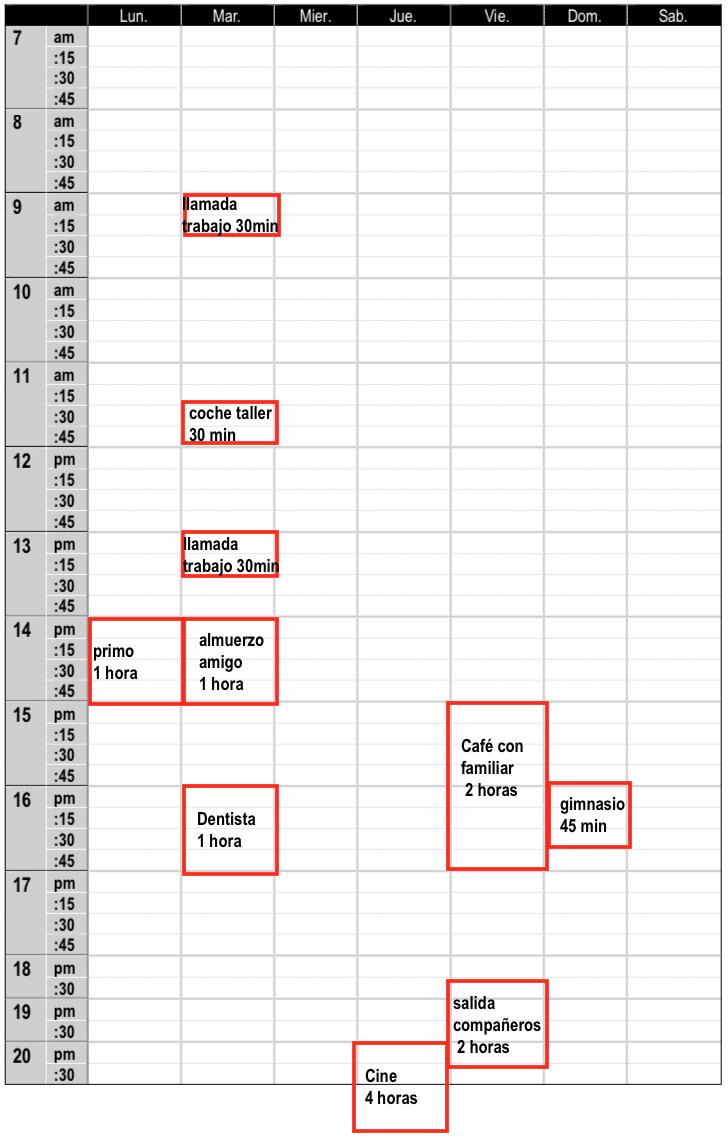 Lun. Mar. Mier. Jue. Vie. Dom. Sab.
7 am
:15
:30
:45
8 am
:15
:30
:45
9 am llamada
:15 trabajo 30min
:30
:45
10 am
:15
:30
:45
11 am
:15
:30 coche taller
:45 30 min
12 pm
:15
:30
:45
13 pm llamada
:15 trabajo 30min
:30
:45
14 pm almuerzo
:15 primo amigo
:30 1 hora 1 hora
:45
15 pm
:15 Café con
:30 familiar
:45 2 horas
16 pm gimnasio
:15 Dentista 45 min
:30 1 hora
:45
17 pm
:15
:30
:45
18 pm
:30 salida
19 pm compañeros
:30 2 horas
20 pm
:30 Cine
4 horas